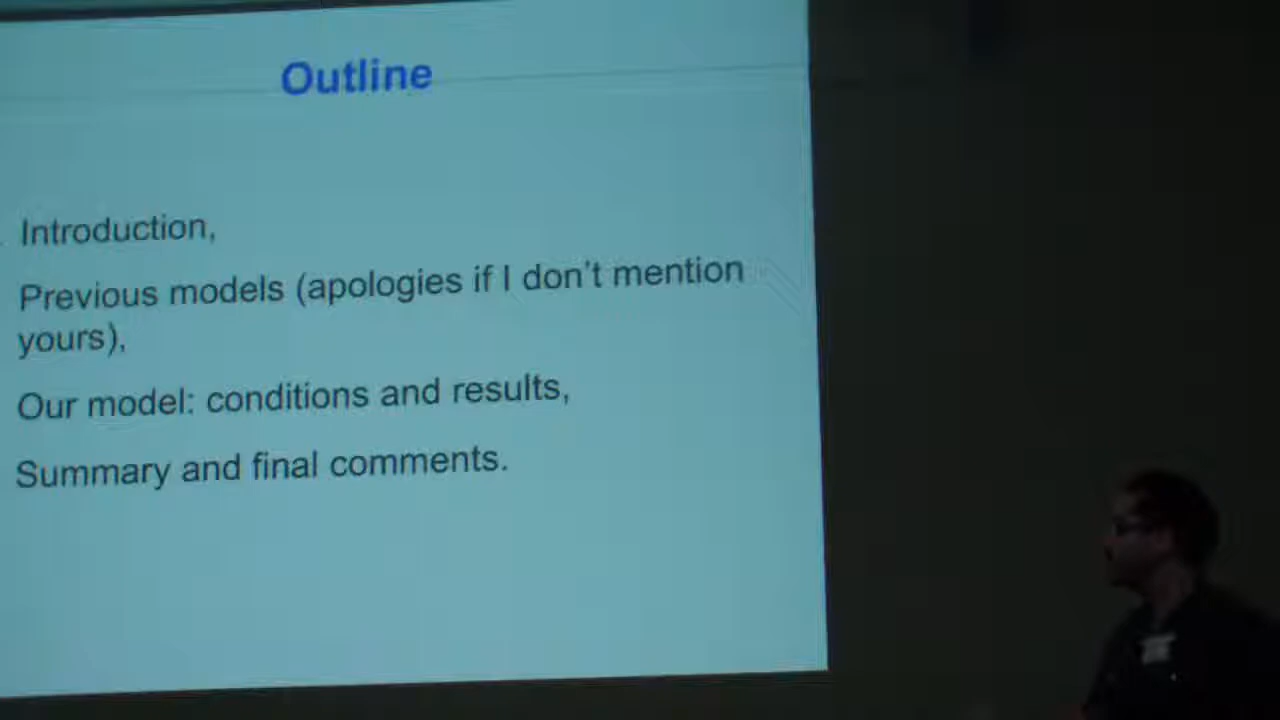 Outline
Introduction,
Previous models (apologies if I don't mention
yours),
Our model: conditions and results,
Summary and final comments.